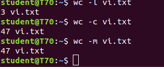 student@T70:~$ wc -l vi.txt
3 vi.txt
student@T70:~$ wc -c vi.txt
47 vi.txt
student@T70:~$ wc -m vi.txt
47 vi.txt
student@T70:~$